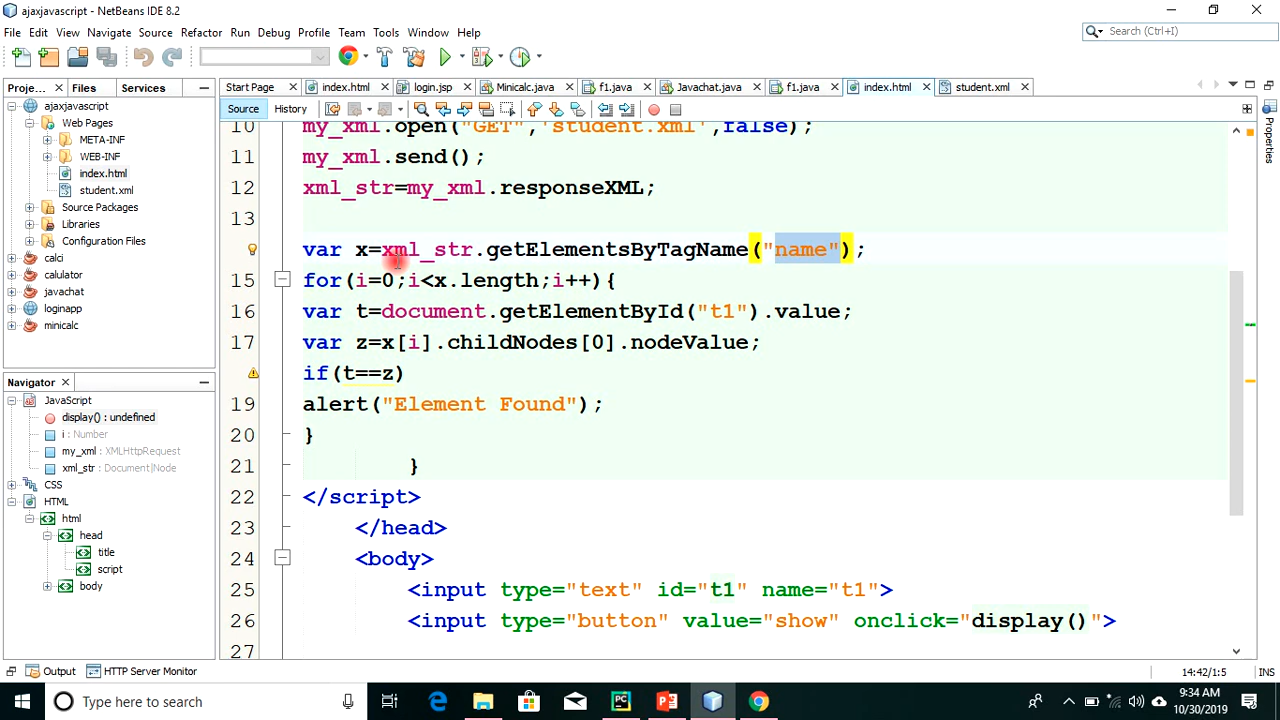 ajaxjavascript - NetBeans IDE 8.2
File Edit View Navigate Source Refactor Run Debug Profile Team Tools Window Help
Search (Ctrl+I)
Proje... Files Services
Start Page index.html login.jsp Minicalc.java f1.java Javachat.java f1.java index.html student.xml
Source History
ajaxjavascript
Web Pages
META-INF
WEB-INF
index.html
student.xml
Source Packages
Libraries
Configuration Files
calci
calulator
javachat
loginapp
minicalc
Navigator
JavaScript
display() : undefined
i : Number
my_xml : XMLHttpRequest
xml_str : Document|Node
CSS
HTML
html
head
title
script
body
10 my_xml.open("GET",'student.xml',false);
11 my_xml.send();
12 xml_str=my_xml.responseXML;
13
var x=xml_str.getElementsByTagName("name");
15 for(i=0;i<x.length;i++){
16 var t=document.getElementById("t1").value;
17 var z=x[i].childNodes[0].nodeValue;
if(t==z)
19 alert("Element Found");
20 }
21 }
22 </script>
23 </head>
24 <body>
25 <input type="text" id="t1" name="t1">
26 <input type="button" value="show" onclick="display()">
27
Properties
Output HTTP Server Monitor
14:42/1:5 INS
Type here to search
9:34 AM
10/30/2019